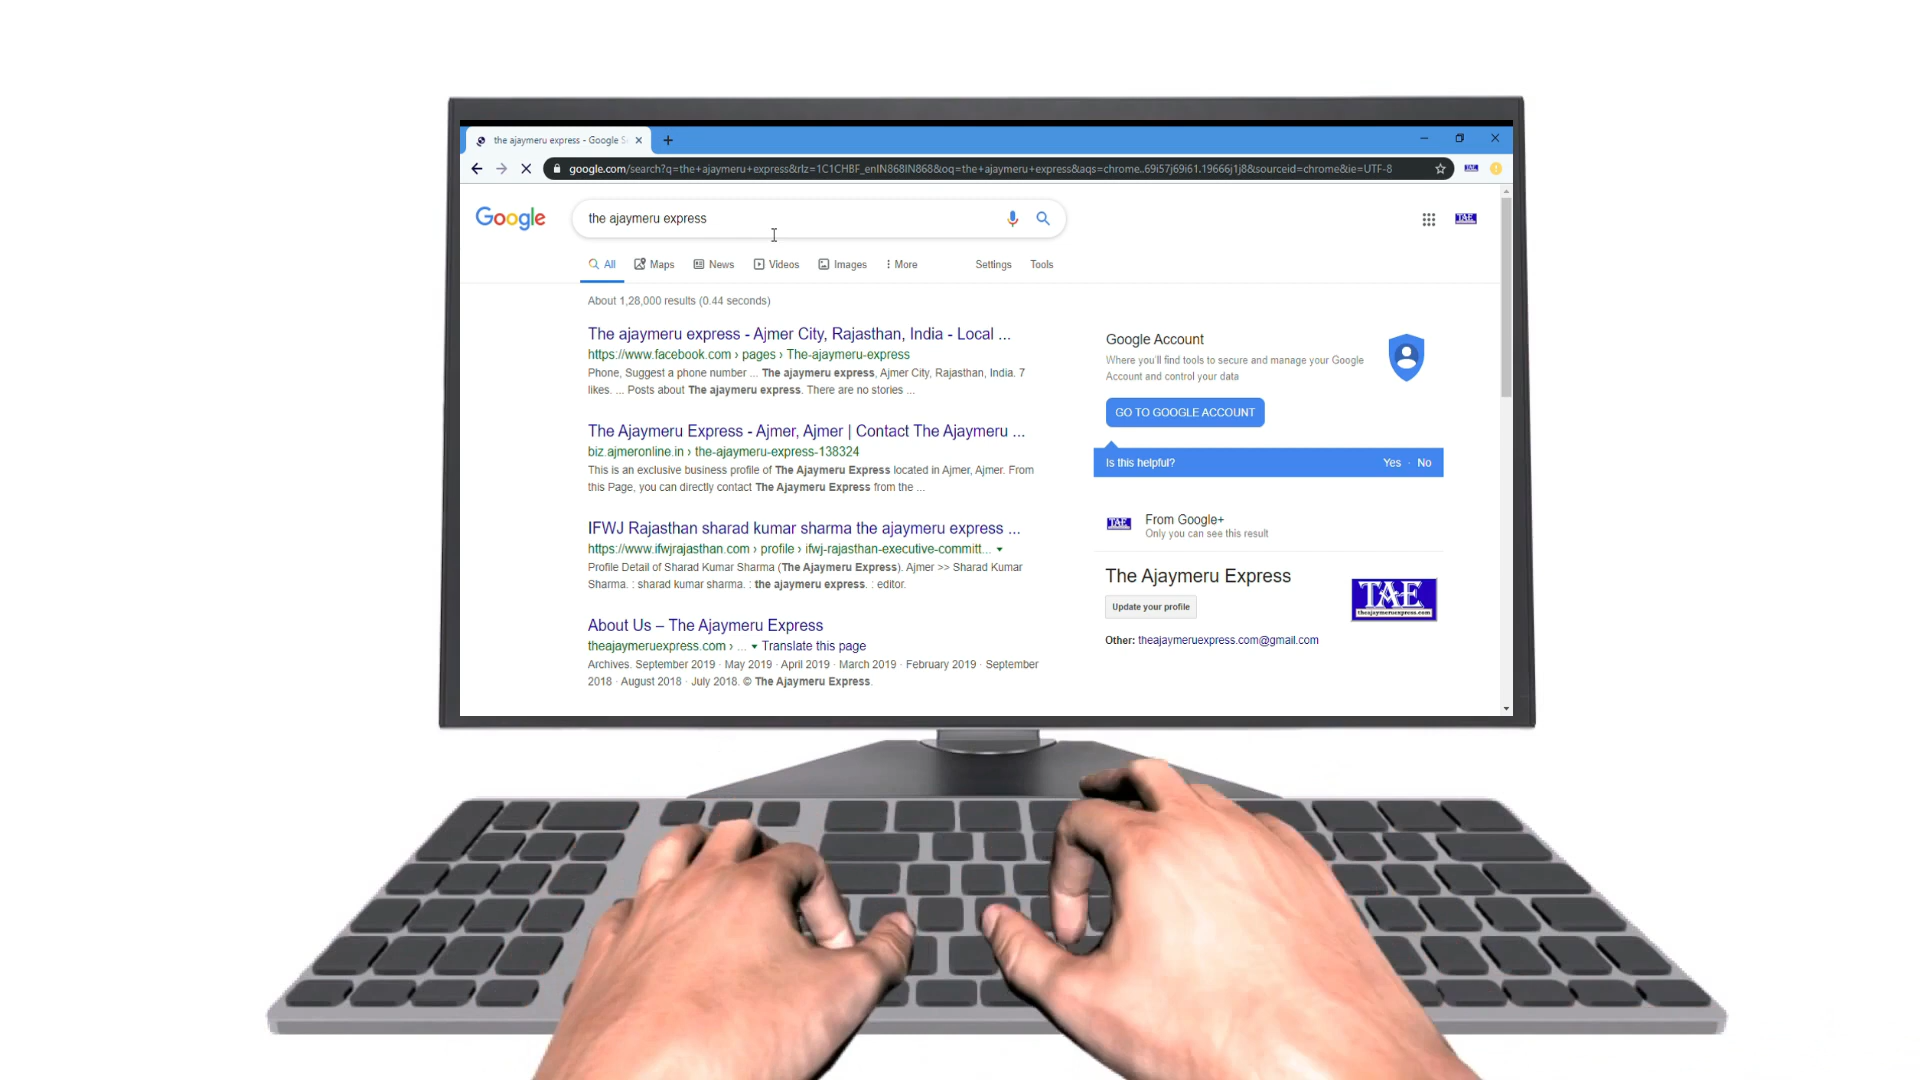 the ajaymeru express - Google S
google.com/search?q=the+ajaymeru+express&rlz=1C1CHBF_enIN868IN868&oq=the+ajaymeru+express&aqs=chrome..69i57j69i61.19666j1j8&sourceid=chrome&ie=UTF-8
Google
the ajaymeru express
TAE
All
Maps
News
Videos
Images
More
Settings
Tools
About 1,28,000 results (0.44 seconds)
The ajaymeru express - Ajmer City, Rajasthan, India - Local ...
https://www.facebook.com › pages › The-ajaymeru-express
Phone, Suggest a phone number ... The ajaymeru express, Ajmer City, Rajasthan, India. 7
likes. ... Posts about The ajaymeru express. There are no stories ...
The Ajaymeru Express - Ajmer, Ajmer | Contact The Ajaymeru ...
biz.ajmeronline.in › the-ajaymeru-express-138324
This is an exclusive business profile of The Ajaymeru Express located in Ajmer, Ajmer. From
this Page, you can directly contact The Ajaymeru Express from the ...
IFWJ Rajasthan sharad kumar sharma the ajaymeru express ...
https://www.ifwjrajasthan.com › profile › ifwj-rajasthan-executive-committ...
Profile Detail of Sharad Kumar Sharma (The Ajaymeru Express). Ajmer >> Sharad Kumar
Sharma. : sharad kumar sharma. : the ajaymeru express. : editor.
About Us – The Ajaymeru Express
theajaymeruexpress.com › ... Translate this page
Archives. September 2019 · May 2019 · April 2019 · March 2019 · February 2019 · September
2018 · August 2018 · July 2018. © The Ajaymeru Express.
Google Account
Where you'll find tools to secure and manage your Google
Account and control your data
GO TO GOOGLE ACCOUNT
Is this helpful? Yes · No
TAE
From Google+
Only you can see this result
The Ajaymeru Express
Update your profile
TAE
theajaymeruexpress.com
Other: theajaymeruexpress.com@gmail.com